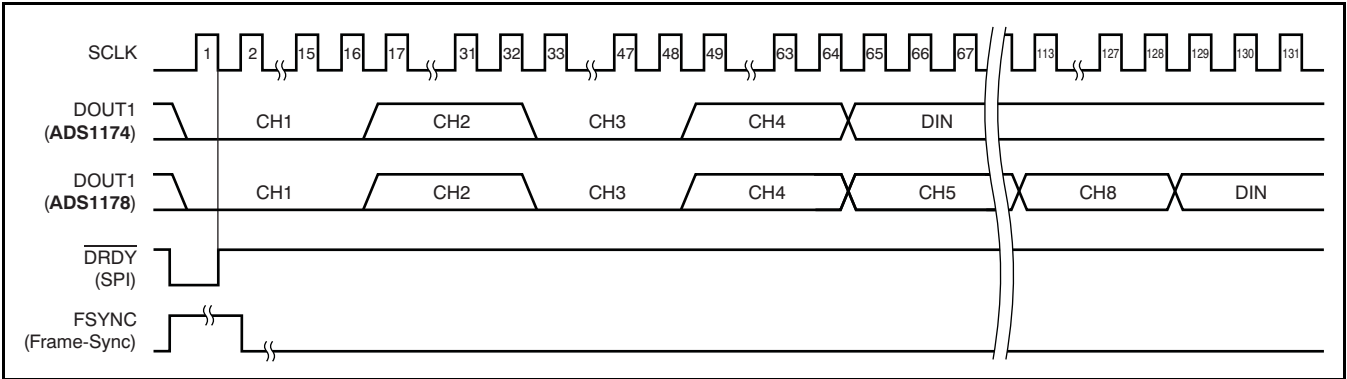 SCLK 1 2 15 16 17 31 32 33 47 48 49 63 64 65 66 67 113 127 128 129 130 131
DOUT1
(ADS1174)
CH1 CH2 CH3 CH4 DIN
DOUT1
(ADS1178)
CH1 CH2 CH3 CH4 CH5 CH8 DIN
DRDY
(SPI)
FSYNC
(Frame-Sync)